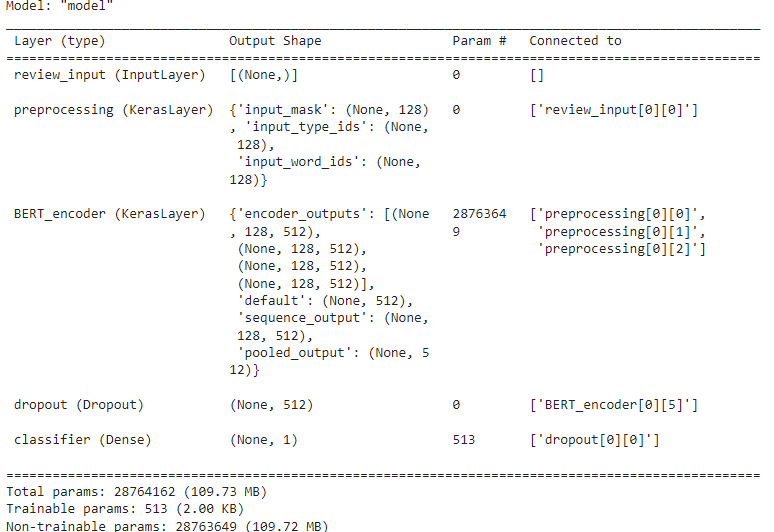 Model: "model"
Layer (type) Output Shape Param # Connected to
review_input (InputLayer) [(None,)] 0 []
preprocessing (KerasLayer) {'input_mask': (None, 128) 0 ['review_input[0][0]']
, 'input_type_ids': (None,
128),
'input_word_ids': (None,
128)}
BERT_encoder (KerasLayer) {'encoder_outputs': [(None 2876364 ['preprocessing[0][0]',
, 128, 512), 9 'preprocessing[0][1]',
(None, 128, 512), 'preprocessing[0][2]']
(None, 128, 512),
(None, 128, 512)],
'default': (None, 512),
'sequence_output': (None,
128, 512),
'pooled_output': (None, 5
12)}
dropout (Dropout) (None, 512) 0 ['BERT_encoder[0][5]']
classifier (Dense) (None, 1) 513 ['dropout[0][0]']
Total params: 28764162 (109.73 MB)
Trainable params: 513 (2.00 KB)
Non-trainable params: 28763649 (109.72 MB)